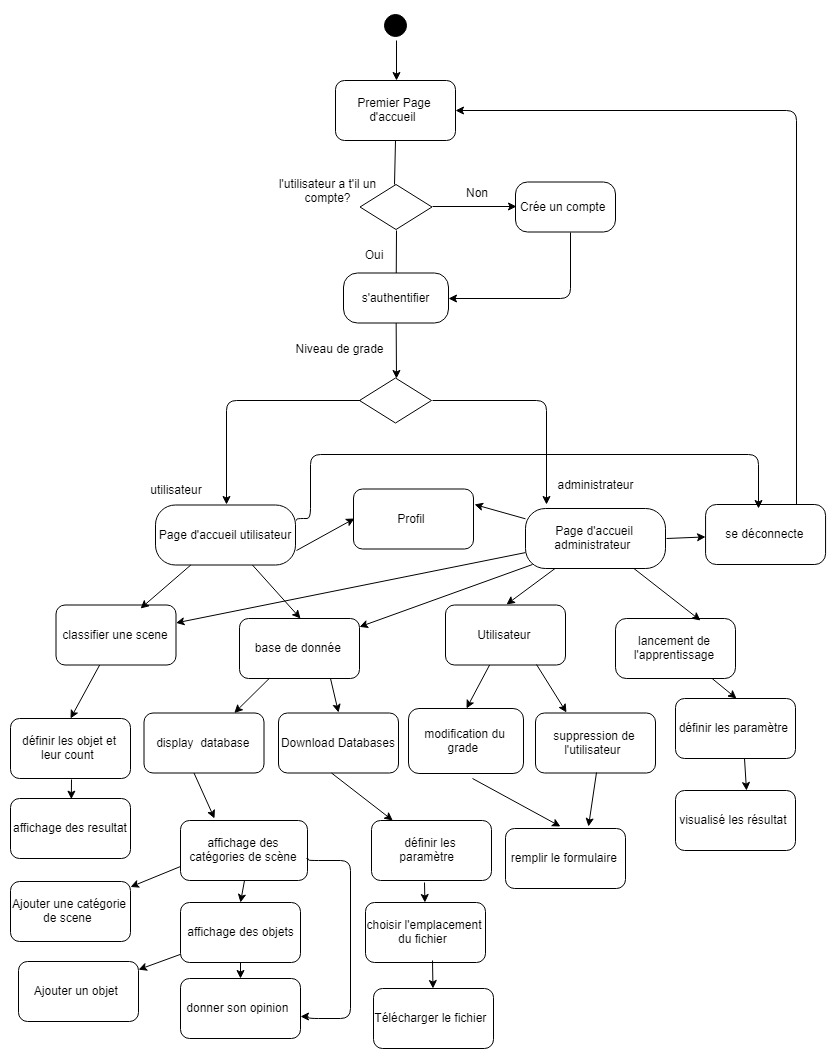 Premier Page
d'accueil
l'utilisateur a t'il un
compte?
Non
Crée un compte
Oui
s'authentifier
Niveau de grade
utilisateur
administrateur
Page d'accueil utilisateur
Profil
Page d'accueil
administrateur
se déconnecte
classifier une scene
base de donnée
Utilisateur
lancement de
l'apprentissage
définir les objet et
leur count
display database
Download Databases
modification du
grade
suppression de
l'utilisateur
définir les paramètre
affichage des resultat
affichage des
catégories de scène
définir les
paramètre
remplir le formulaire
visualisé les résultat
Ajouter une catégorie
de scene
affichage des objets
choisir l'emplacement
du fichier
Ajouter un objet
donner son opinion
Télécharger le fichier